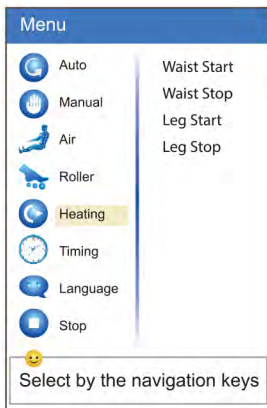 Menu
Auto
Manual
Air
Roller
Heating
Timing
Language
Stop
Waist Start
Waist Stop
Leg Start
Leg Stop
Select by the navigation keys